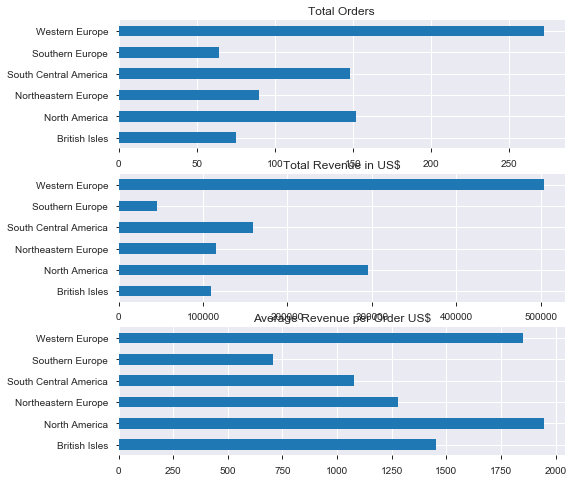 Total Orders
Western Europe
Southern Europe
South Central America
Northeastern Europe
North America
British Isles
0 50 100 150 200 250
Total Revenue in US$
Western Europe
Southern Europe
South Central America
Northeastern Europe
North America
British Isles
0 100000 200000 300000 400000 500000
Average Revenue per Order US$
Western Europe
Southern Europe
South Central America
Northeastern Europe
North America
British Isles
0 250 500 750 1000 1250 1500 1750 2000